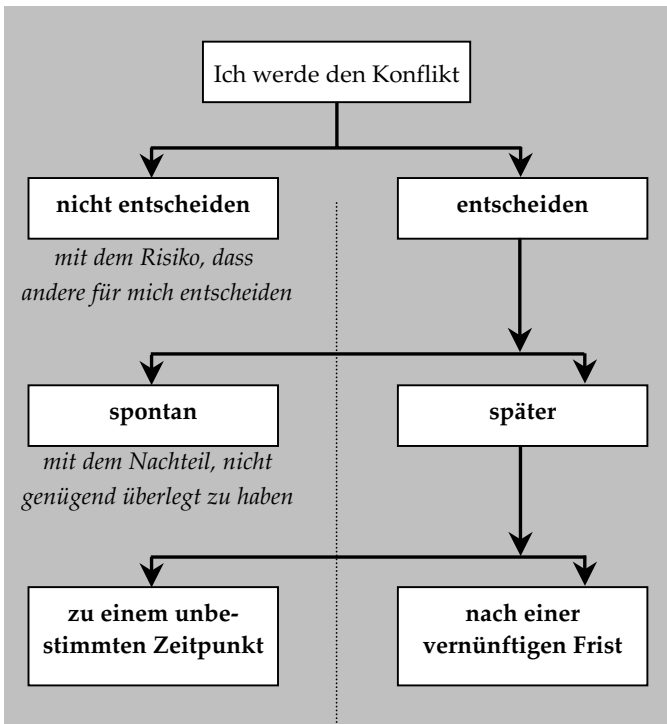 Ich werde den Konflikt
nicht entscheiden
entscheiden
mit dem Risiko, dass
andere für mich entscheiden
spontan
später
mit dem Nachteil, nicht
genügend überlegt zu haben
zu einem unbe-
stimmten Zeitpunkt
nach einer
vernünftigen Frist